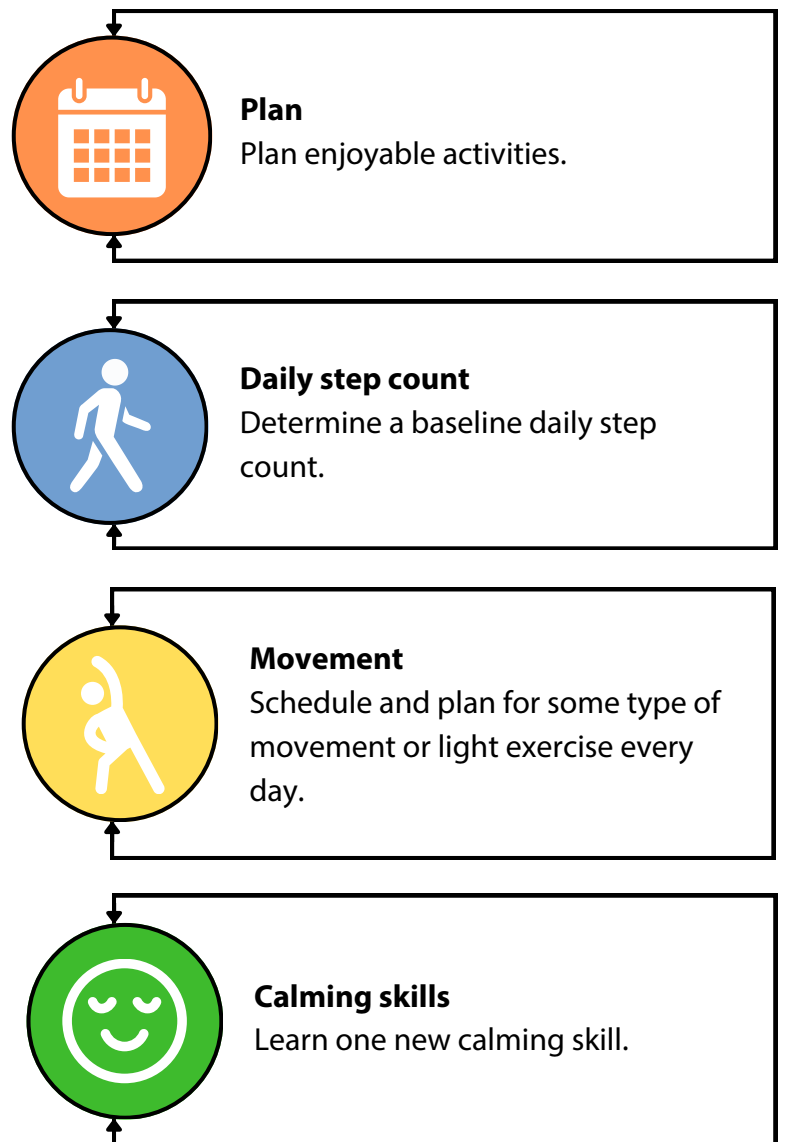 Plan
Plan enjoyable activities.
Daily step count
Determine a baseline daily step
count.
Movement
Schedule and plan for some type of
movement or light exercise every
day.
Calming skills
Learn one new calming skill.